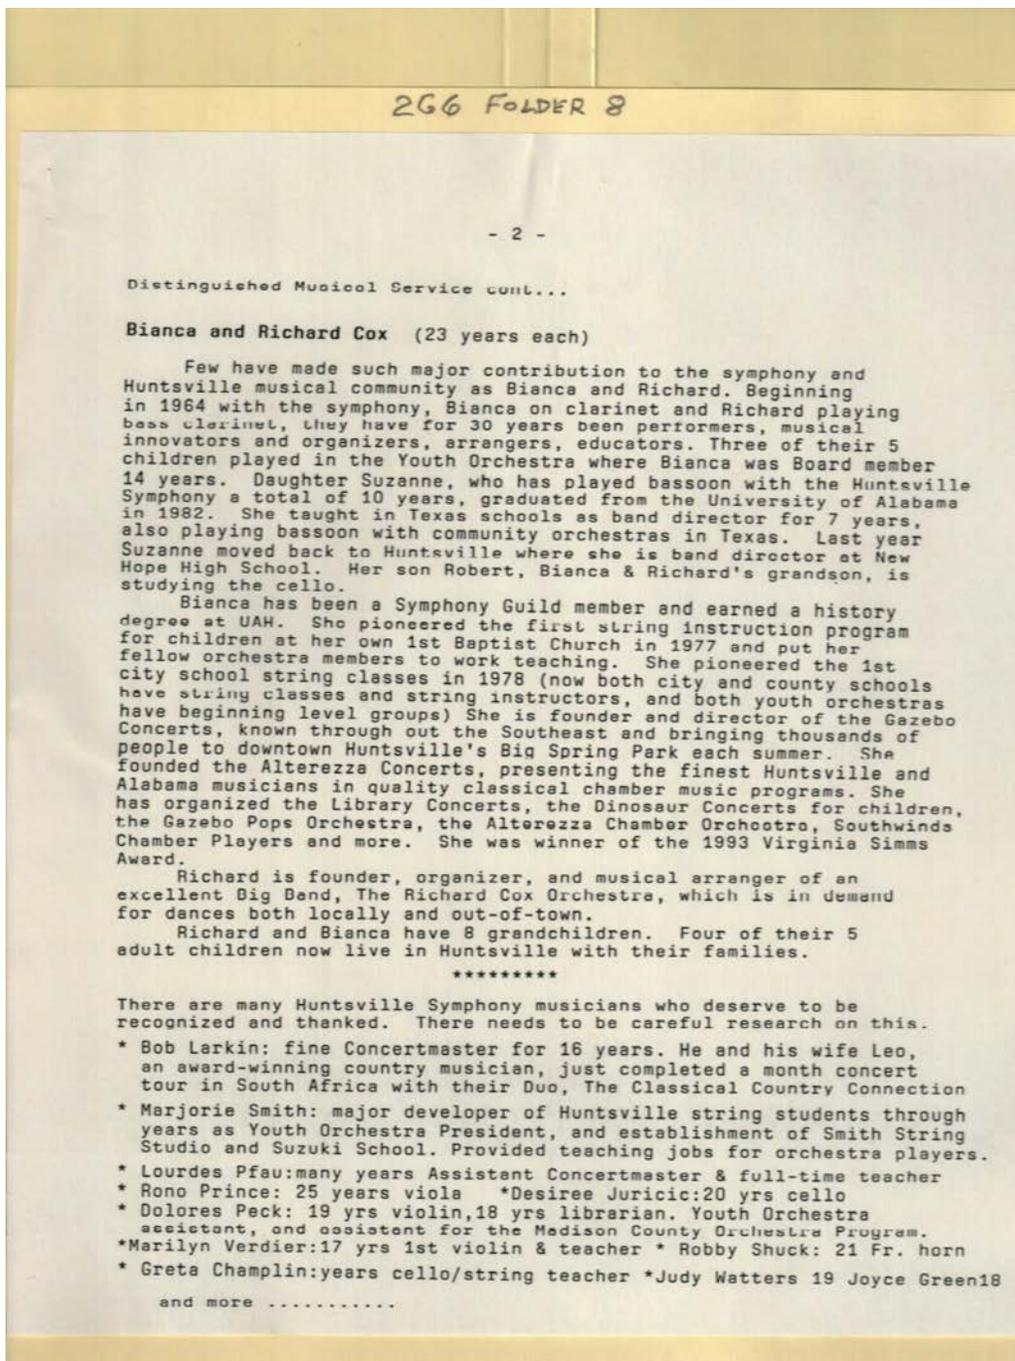 2G6 FOLDER 8
- 2 -
Distinguished Musical Service cont...
Bianca and Richard Cox (23 years each)
Few have made such major contribution to the symphony and
Huntsville musical community as Bianca and Richard. Beginning
in 1964 with the symphony, Bianca on clarinet and Richard playing
bass clarinet, they have for 30 years been performers, musical
innovators and organizers, arrangers, educators. Three of their 5
children played in the Youth Orchestra where Bianca was Board member
14 years. Daughter Suzanne, who has played bassoon with the Huntsville
Symphony a total of 10 years, graduated from the University of Alabama
in 1982. She taught in Texas schools as band director for 7 years,
also playing bassoon with community orchestras in Texas. Last year
Suzanne moved back to Huntsville where she is band director at New
Hope High School. Her son Robert, Bianca & Richard's grandson, is
studying the cello.
Bianca has been a Symphony Guild member and earned a history
degree at UAH. She pioneered the first string instruction program
for children at her own 1st Baptist Church in 1977 and put her
fellow orchestra members to work teaching. She pioneered the 1st
city school string classes in 1978 (now both city and county schools
have string classes and string instructors, and both youth orchestras
have beginning level groups) She is founder and director of the Gazebo
Concerts, known through out the Southeast and bringing thousands of
people to downtown Huntsville's Big Spring Park each summer. She
founded the Alterezza Concerts, presenting the finest Huntsville and
Alabama musicians in quality classical chamber music programs. She
has organized the Library Concerts, the Dinosaur Concerts for children,
the Gazebo Pops Orchestra, the Alterezza Chamber Orchestra, Southwinds
Chamber Players and more. She was winner of the 1993 Virginia Simms
Award.
Richard is founder, organizer, and musical arranger of an
excellent Big Band, The Richard Cox Orchestra, which is in demand
for dances both locally and out-of-town.
Richard and Bianca have 8 grandchildren. Four of their 5
adult children now live in Huntsville with their families.
*********
There are many Huntsville Symphony musicians who deserve to be
recognized and thanked. There needs to be careful research on this.
* Bob Larkin: fine Concertmaster for 16 years. He and his wife Leo,
an award-winning country musician, just completed a month concert
tour in South Africa with their Duo, The Classical Country Connection
* Marjorie Smith: major developer of Huntsville string students through
years as Youth Orchestra President, and establishment of Smith String
Studio and Suzuki School. Provided teaching jobs for orchestra players.
* Lourdes Pfau:many years Assistant Concertmaster & full-time teacher
* Rono Prince: 25 years viola *Desiree Juricic:20 yrs cello
* Dolores Peck: 19 yrs violin,18 yrs librarian. Youth Orchestra
assistant, and assistant for the Madison County Orchestra Program.
*Marilyn Verdier:17 yrs 1st violin & teacher * Robby Shuck: 21 Fr. horn
* Greta Champlin:years cello/string teacher *Judy Watters 19 Joyce Green18
and more ...........